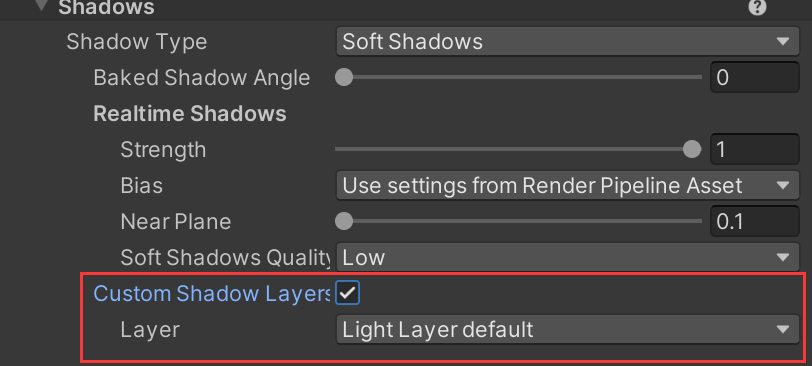 Shadows
Shadow Type Soft Shadows
Baked Shadow Angle 0
Realtime Shadows
Strength 1
Bias Use settings from Render Pipeline Asset
Near Plane 0.1
Soft Shadows Quality Low
Custom Shadow Layers
Layer Light Layer default